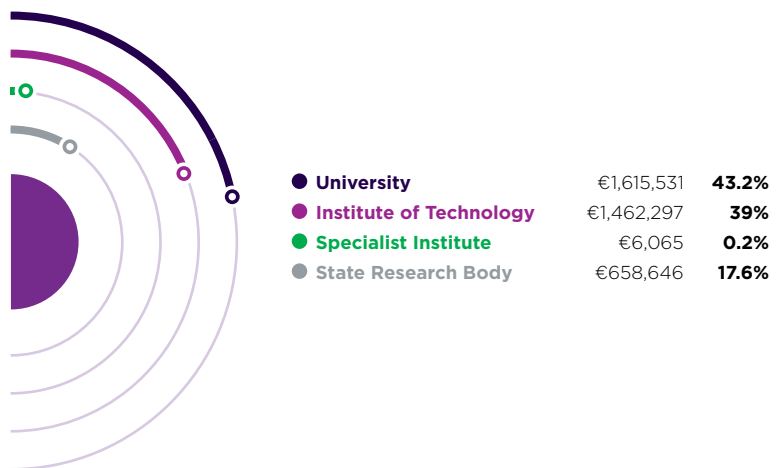 University €1,615,531 43.2%
Institute of Technology €1,462,297 39%
Specialist Institute €6,065 0.2%
State Research Body €658,646 17.6%